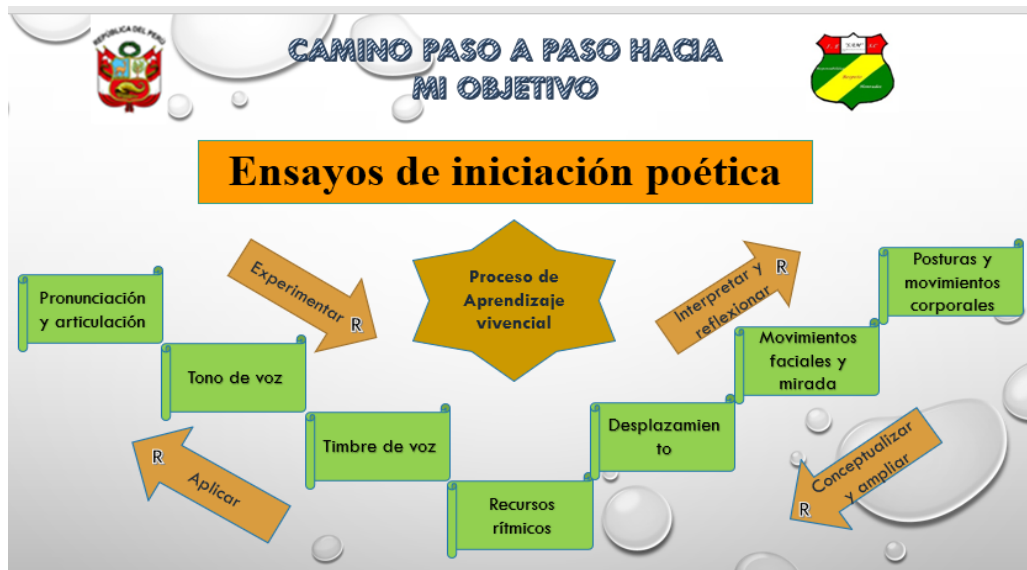 REPÚBLICA DEL PERÚ
CAMINO PASO A PASO HACIA
MI OBJETIVO
Ensayos de iniciación poética
Pronunciación
y articulación
Experimentar R
Proceso de
Aprendizaje
vivencial
Interpretar y
reflexionar
R
Posturas y
movimientos
corporales
Tono de voz
Movimientos
faciales y
mirada
Timbre de voz
Desplazamien
to
R
Aplicar
Recursos
rítmicos
Conceptualizar
y ampliar
R